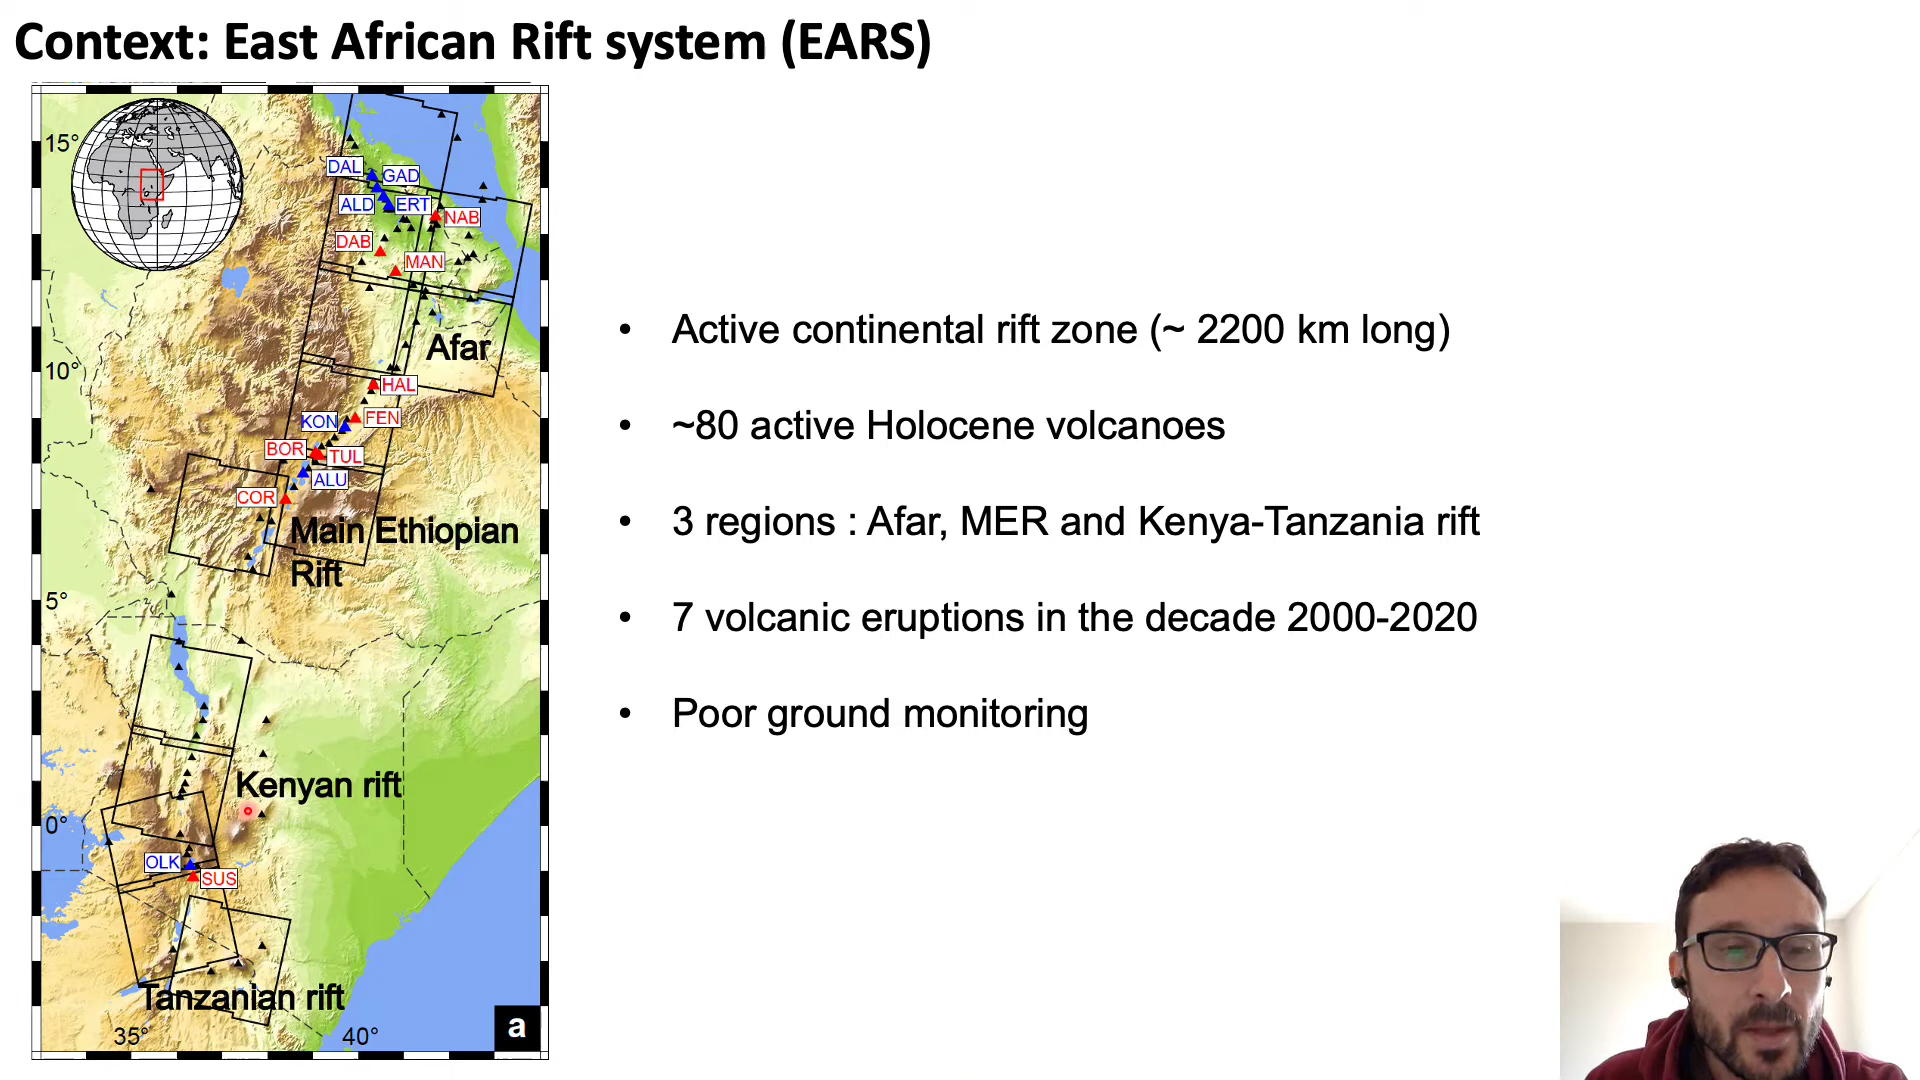 Context: East African Rift system (EARS)
15°
DAL
GAD
ALD
ERT
NAB
DAB
MAN
Afar
10°
HAL
KON
FEN
BOR
TUL
ALU
COR
Main Ethiopian
Rift
5°
Kenyan rift
0°
OLK
SUS
Tanzanian rift
35°
40°
a
• Active continental rift zone (~ 2200 km long)
• ~80 active Holocene volcanoes
• 3 regions : Afar, MER and Kenya-Tanzania rift
• 7 volcanic eruptions in the decade 2000-2020
• Poor ground monitoring